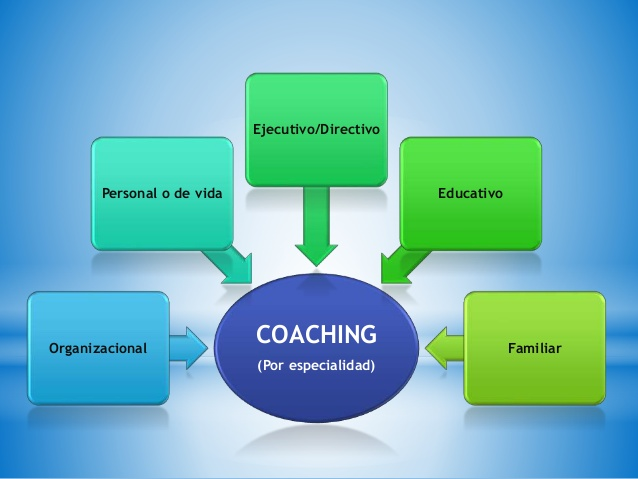 Ejecutivo/Directivo
Personal o de vida
Educativo
Organizacional
COACHING
(Por especialidad)
Familiar